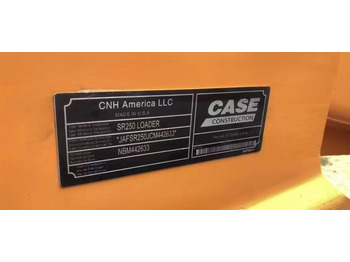 CNH America LLC
MADE IN U.S.A.
SR250 LOADER
*JAFSR250JCM442633*
NBM442633
CASE
CONSTRUCTION